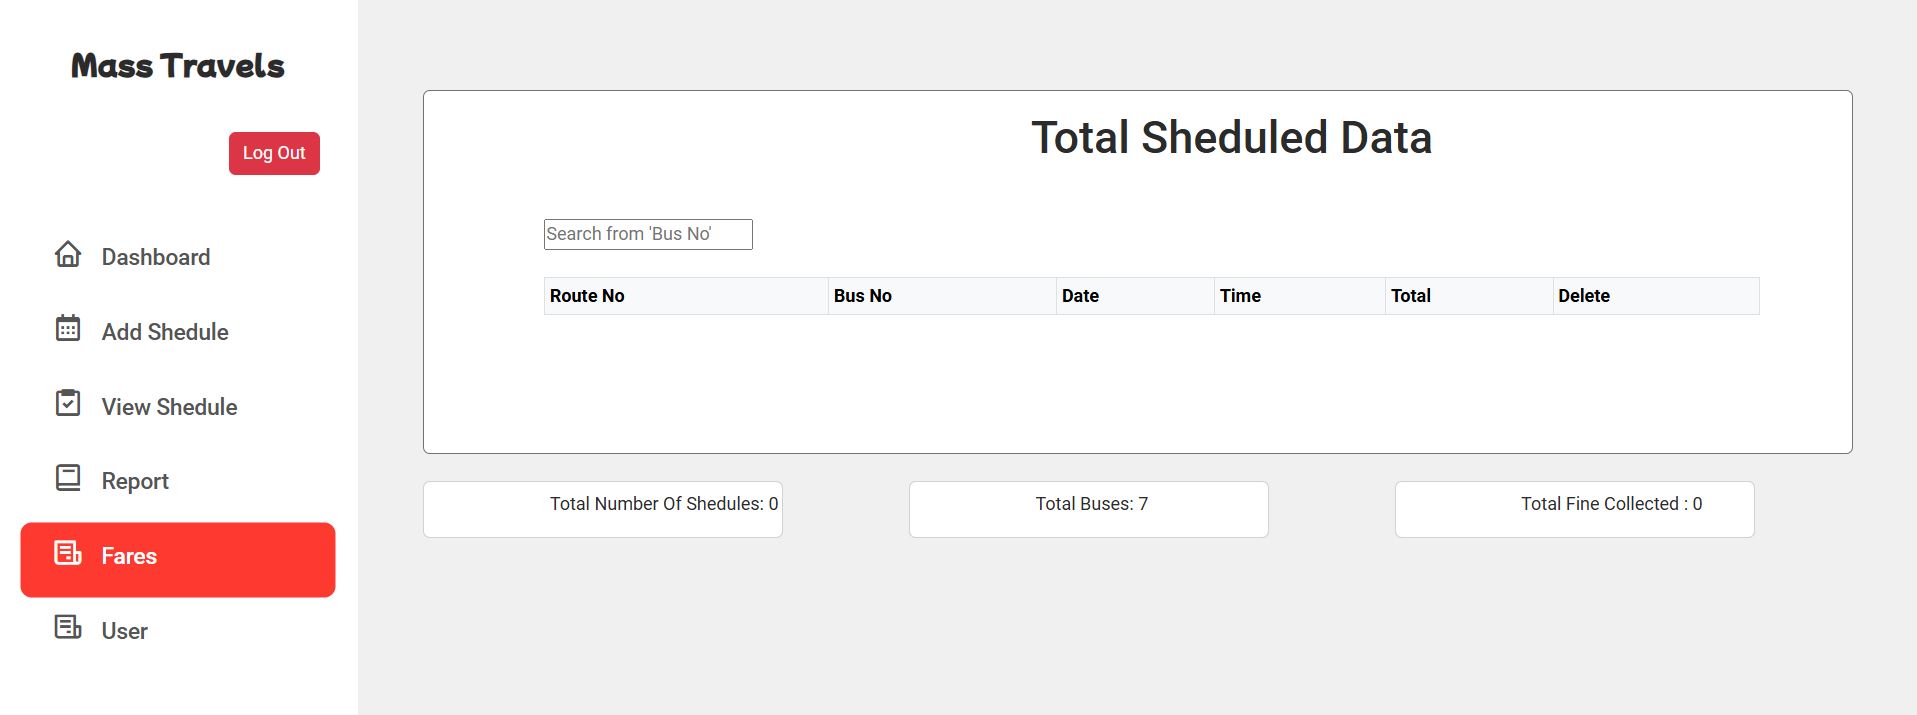 Mass Travels
Log Out
Dashboard
Add Shedule
View Shedule
Report
Fares
User
Total Sheduled Data
Search from 'Bus No'
Route No Bus No Date Time Total Delete
Total Number Of Shedules: 0
Total Buses: 7
Total Fine Collected : 0